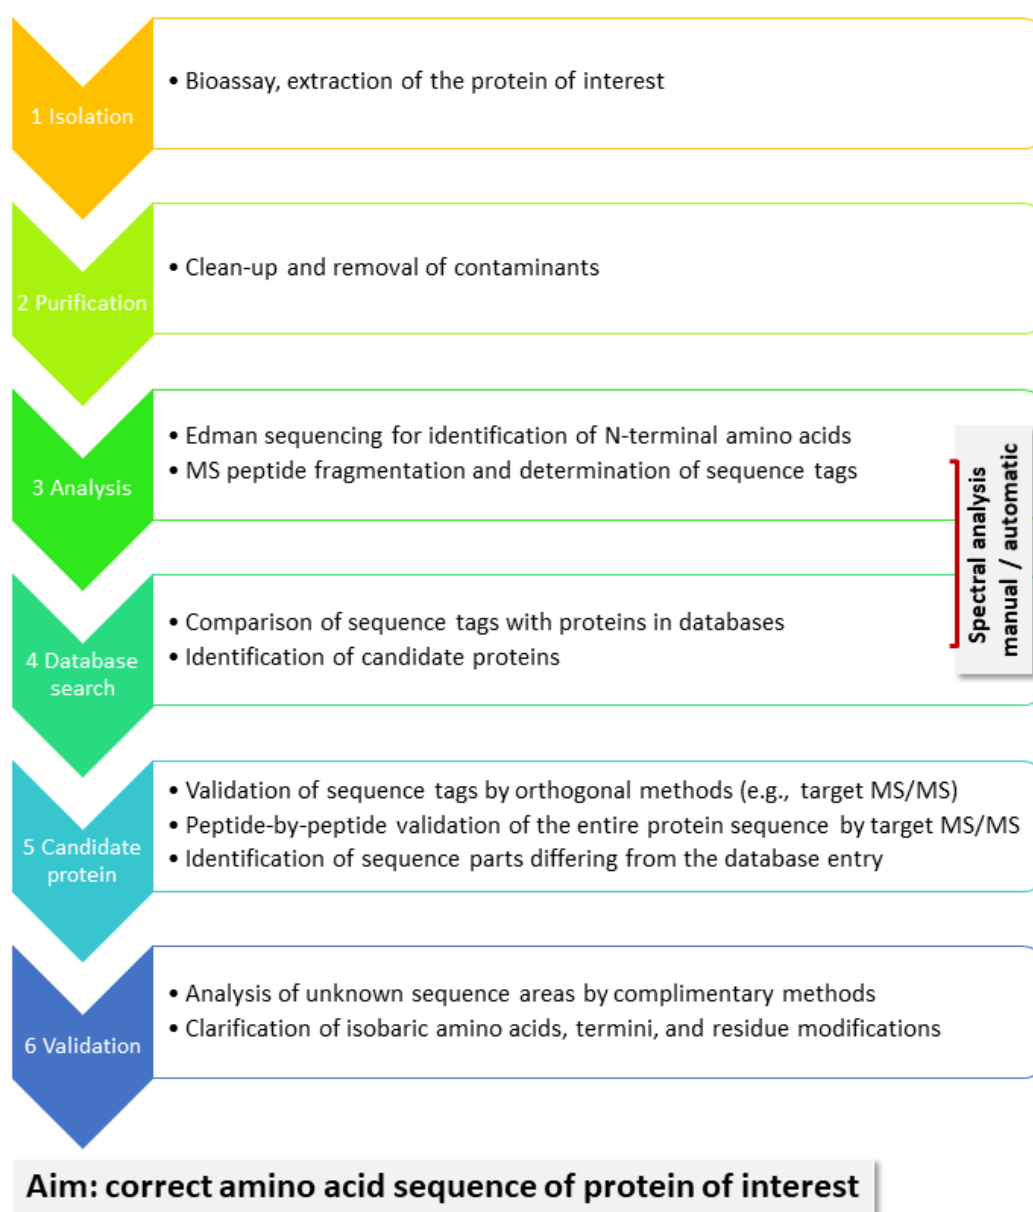 1 Isolation
• Bioassay, extraction of the protein of interest
2 Purification
• Clean-up and removal of contaminants
3 Analysis
• Edman sequencing for identification of N-terminal amino acids
• MS peptide fragmentation and determination of sequence tags
Spectral analysis
manual / automatic
4 Database
search
• Comparison of sequence tags with proteins in databases
• Identification of candidate proteins
5 Candidate
protein
• Validation of sequence tags by orthogonal methods (e.g., target MS/MS)
• Peptide-by-peptide validation of the entire protein sequence by target MS/MS
• Identification of sequence parts differing from the database entry
6 Validation
• Analysis of unknown sequence areas by complimentary methods
• Clarification of isobaric amino acids, termini, and residue modifications
Aim: correct amino acid sequence of protein of interest